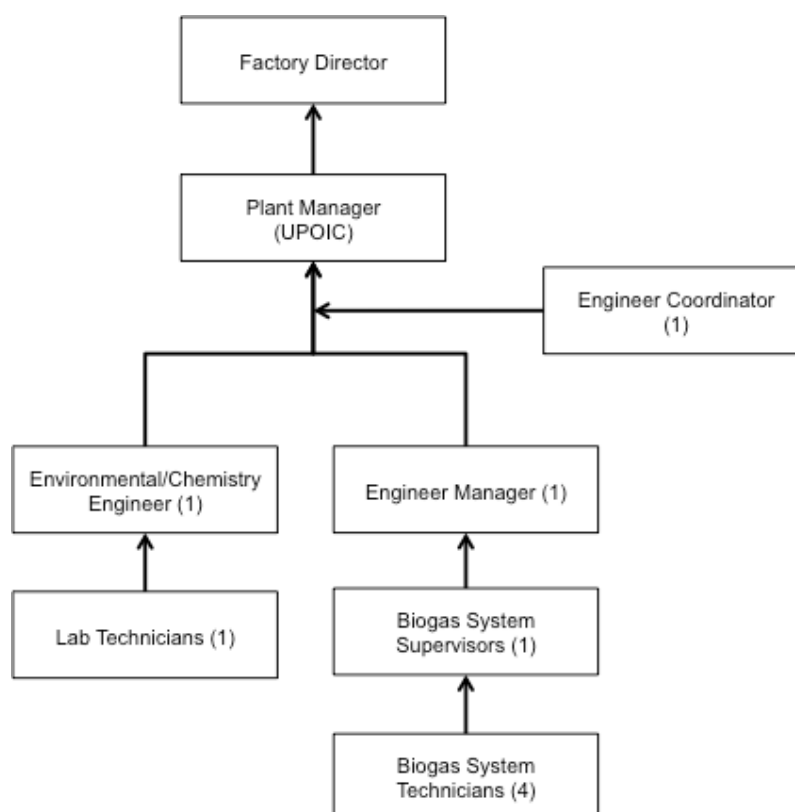 Factory Director
Plant Manager
(UPOIC)
Engineer Coordinator
(1)
Environmental/Chemistry
Engineer (1)
Engineer Manager (1)
Lab Technicians (1)
Biogas System
Supervisors (1)
Biogas System
Technicians (4)